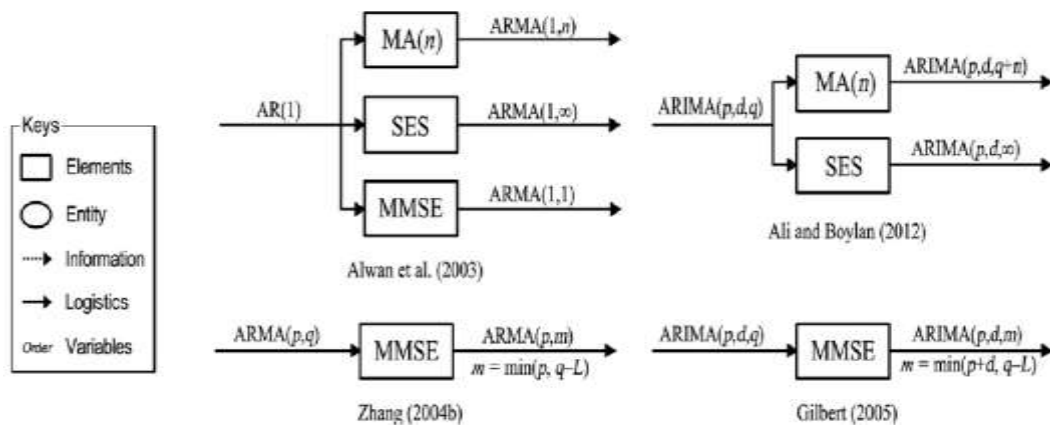 Keys
Elements
Entity
Information
Logistics
Order Variables
AR(1)
MA(n)
ARMA(1,n)
SES
ARMA(1,∞)
MMSE
ARMA(1,1)
Alwan et al. (2003)
ARIMA(p,d,q)
MA(n)
ARIMA(p,d,q+n)
SES
ARIMA(p,d,∞)
Ali and Boylan (2012)
ARMA(p,q)
MMSE
ARMA(p,m)
m = min(p, q–L)
Zhang (2004b)
ARIMA(p,d,q)
MMSE
ARIMA(p,d,m)
m = min(p+d, q–L)
Gilbert (2005)